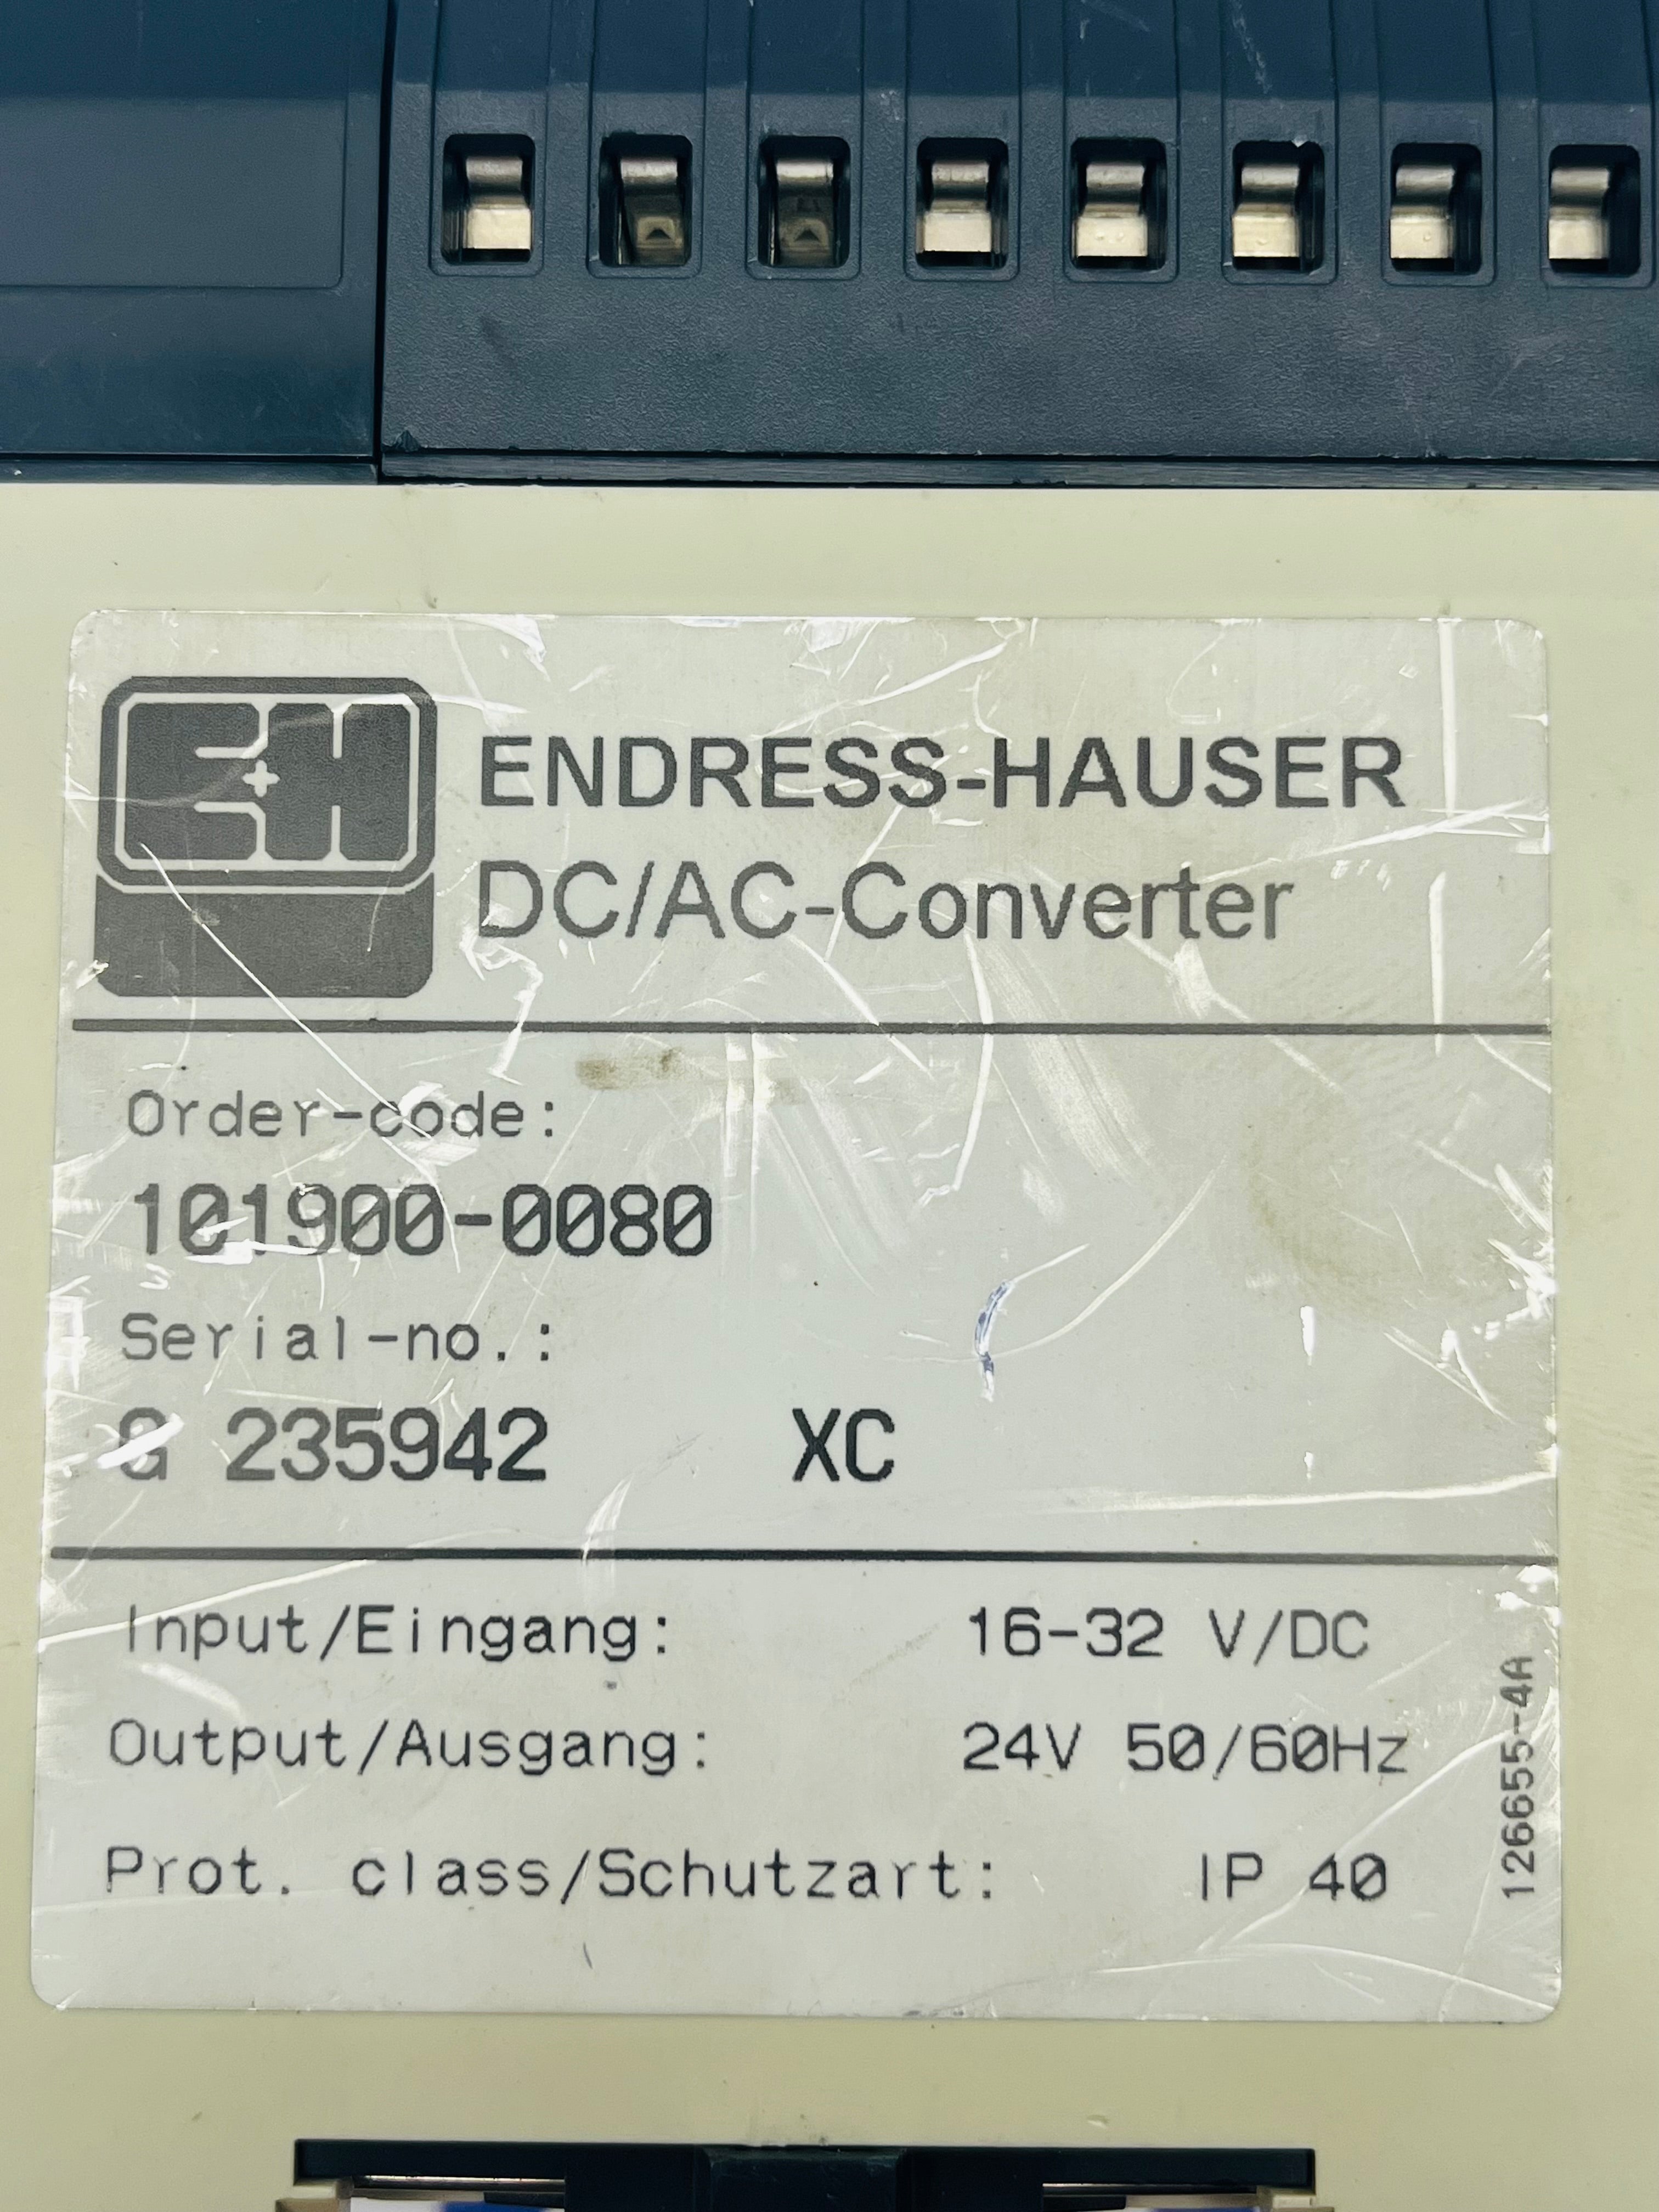 E+H
ENDRESS-HAUSER
DC/AC-Converter
Order-code:
101900-0080
Serial-no.:
G 235942 XC
Input/Eingang: 16-32 V/DC
Output/Ausgang: 24V 50/60Hz
Prot. class/Schutzart: IP 40
126655-4A